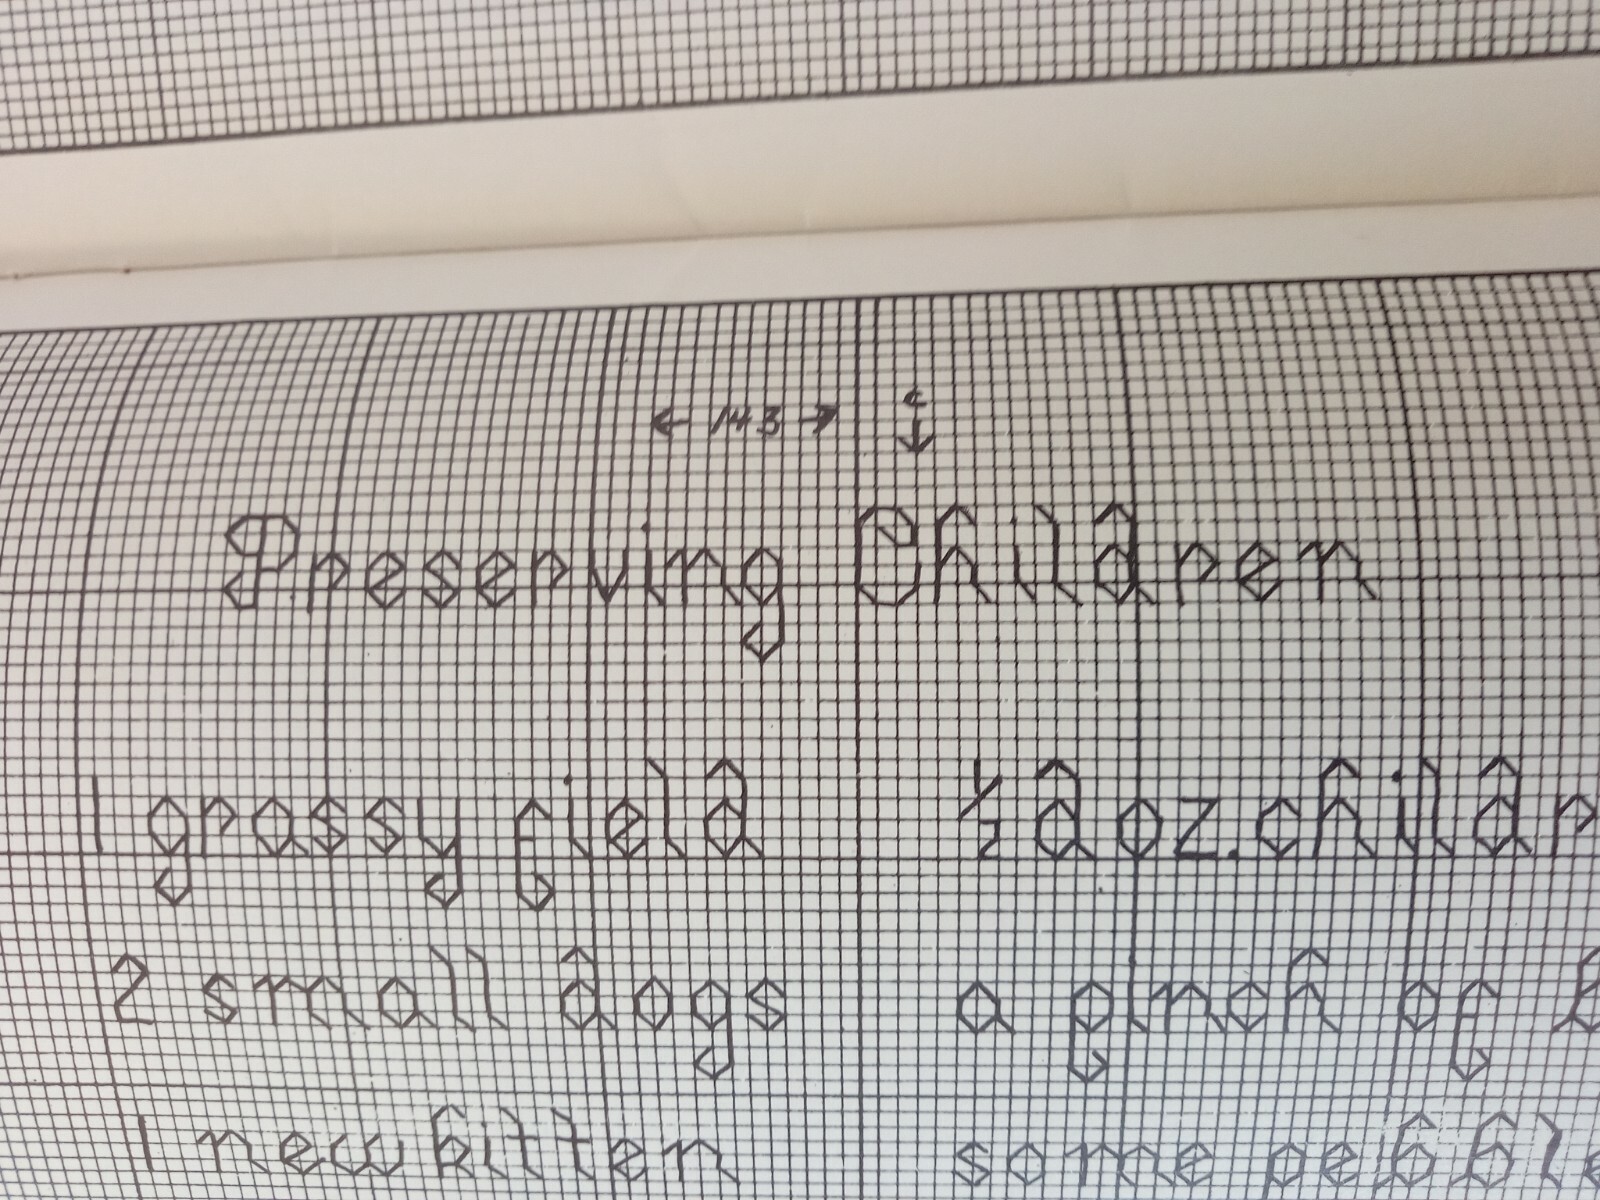 ← 143 → c ↓
Preserving Children
1 grassy field ½ doz. childr
2 small dogs a pinch of b
1 new kitten some pebble